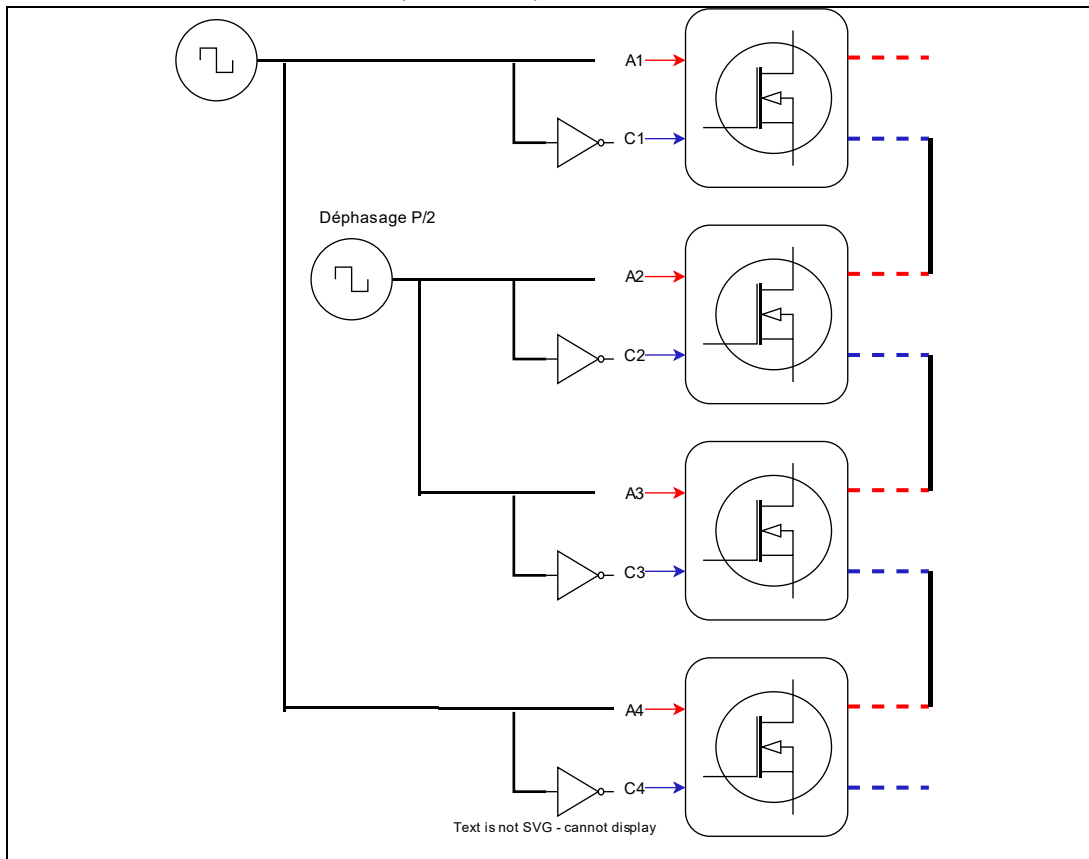 A1
C1
Déphasage P/2
A2
C2
A3
C3
A4
C4
Text is not SVG - cannot display